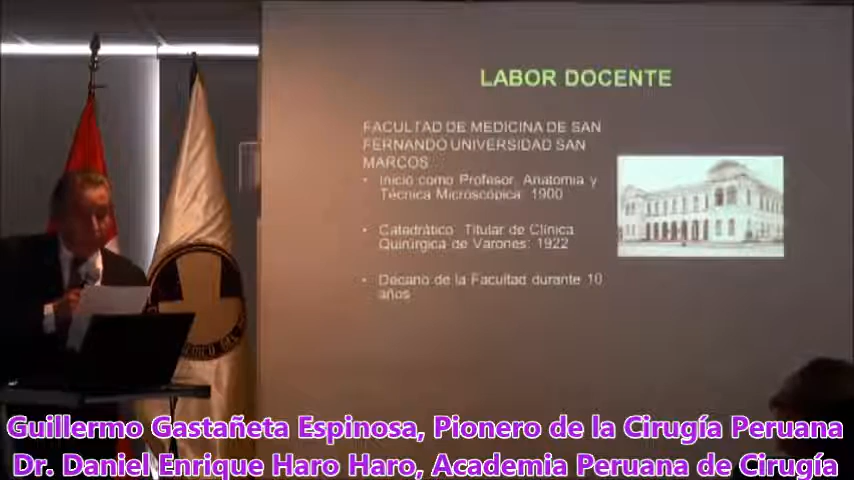 LABOR DOCENTE
FACULTAD DE MEDICINA DE SAN
FERNANDO UNIVERSIDAD SAN
MARCOS
• Inició como Profesor: Anatomía y
Técnica Microscópica: 1900
• Catedrático Titular de Clínica
Quirúrgica de Varones: 1922
• Decano de la Facultad durante 10
años
Guillermo Gastañeta Espinosa, Pionero de la Cirugía Peruana
Dr. Daniel Enrique Haro Haro, Academia Peruana de Cirugía